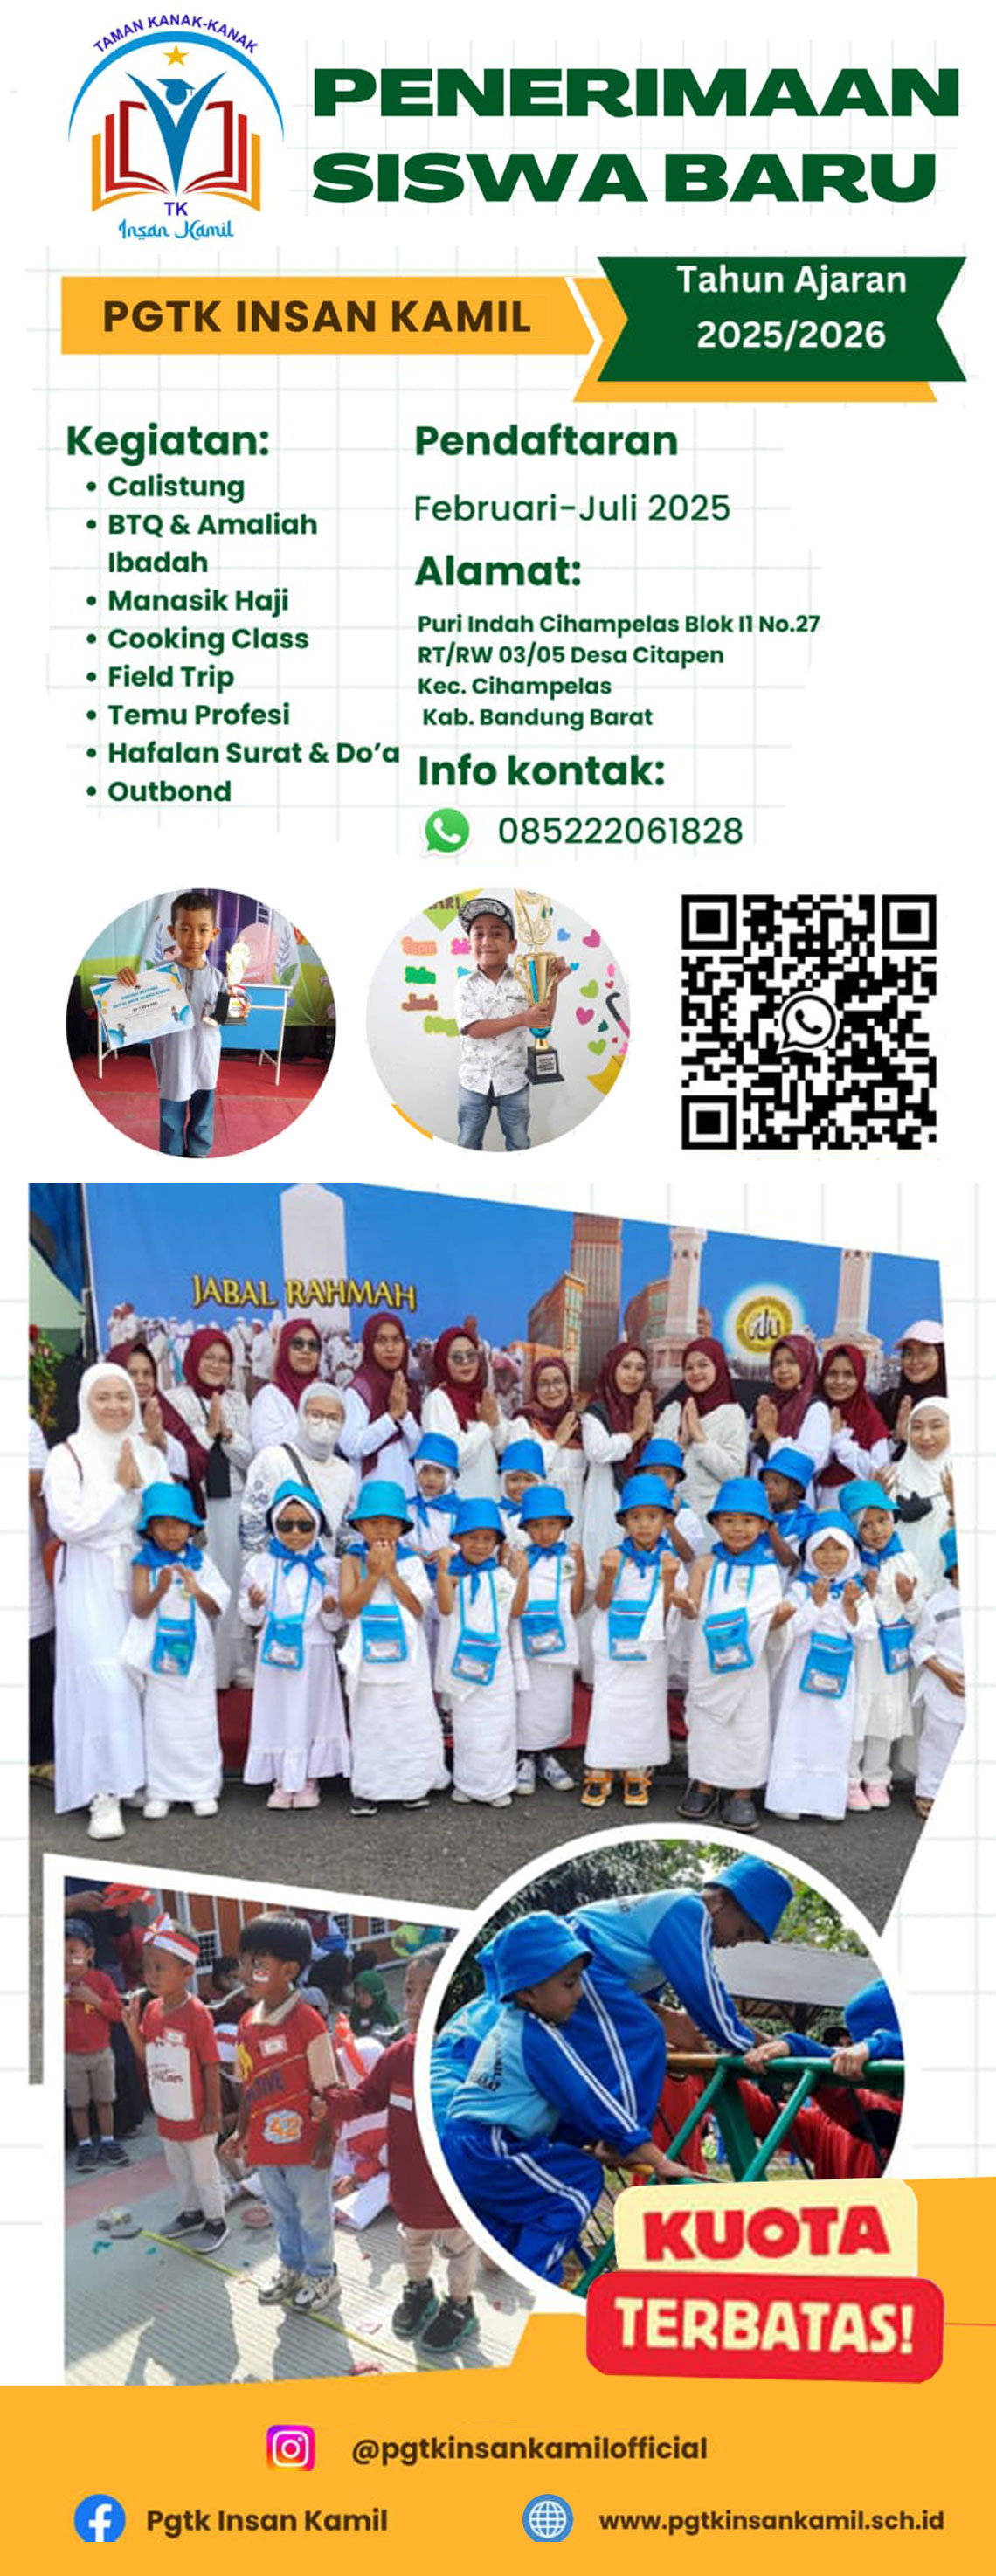 TAMAN KANAK-KANAK
TK
Insan Kamil
PENERIMAAN
SISWA BARU
PGTK INSAN KAMIL
Tahun Ajaran
2025/2026
Kegiatan:
• Calistung
• BTQ & Amaliah
Ibadah
• Manasik Haji
• Cooking Class
• Field Trip
• Temu Profesi
• Hafalan Surat & Do'a
• Outbond
Pendaftaran
Februari-Juli 2025
Alamat:
Puri Indah Cihampelas Blok I1 No.27
RT/RW 03/05 Desa Citapen
Kec. Cihampelas
Kab. Bandung Barat
Info kontak:
085222061828
JABAL RAHMAH
KUOTA
TERBATAS!
@pgtkinsankamilofficial
Pgtk Insan Kamil
www.pgtkinsankamil.sch.id